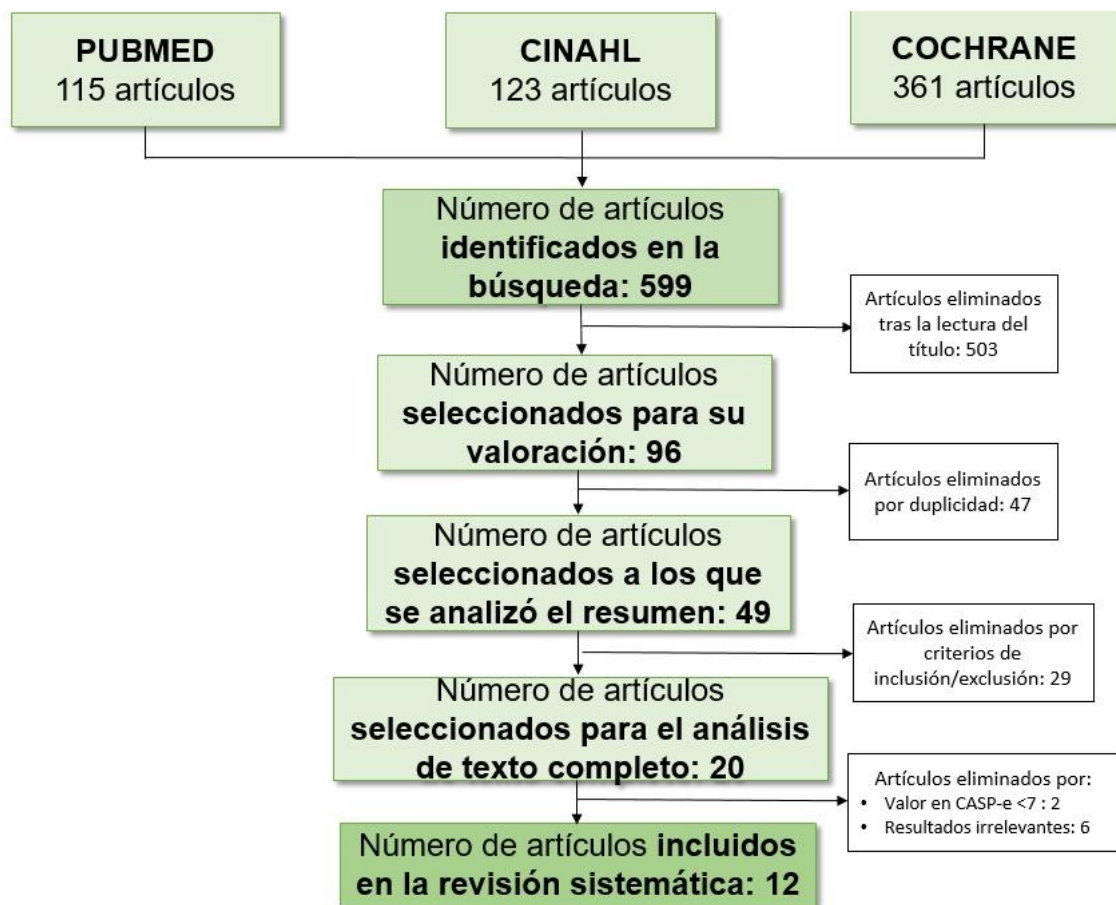 PUBMED
115 artículos
CINAHL
123 artículos
COCHRANE
361 artículos
Número de artículos
identificados en la
búsqueda: 599
Artículos eliminados
tras la lectura del
título: 503
Número de artículos
seleccionados para su
valoración: 96
Artículos eliminados
por duplicidad: 47
Número de artículos
seleccionados a los que
se analizó el resumen: 49
Artículos eliminados por
criterios de
inclusión/exclusión: 29
Número de artículos
seleccionados para el análisis
de texto completo: 20
Artículos eliminados por:
• Valor en CASP-e <7 : 2
• Resultados irrelevantes: 6
Número de artículos incluidos
en la revisión sistemática: 12